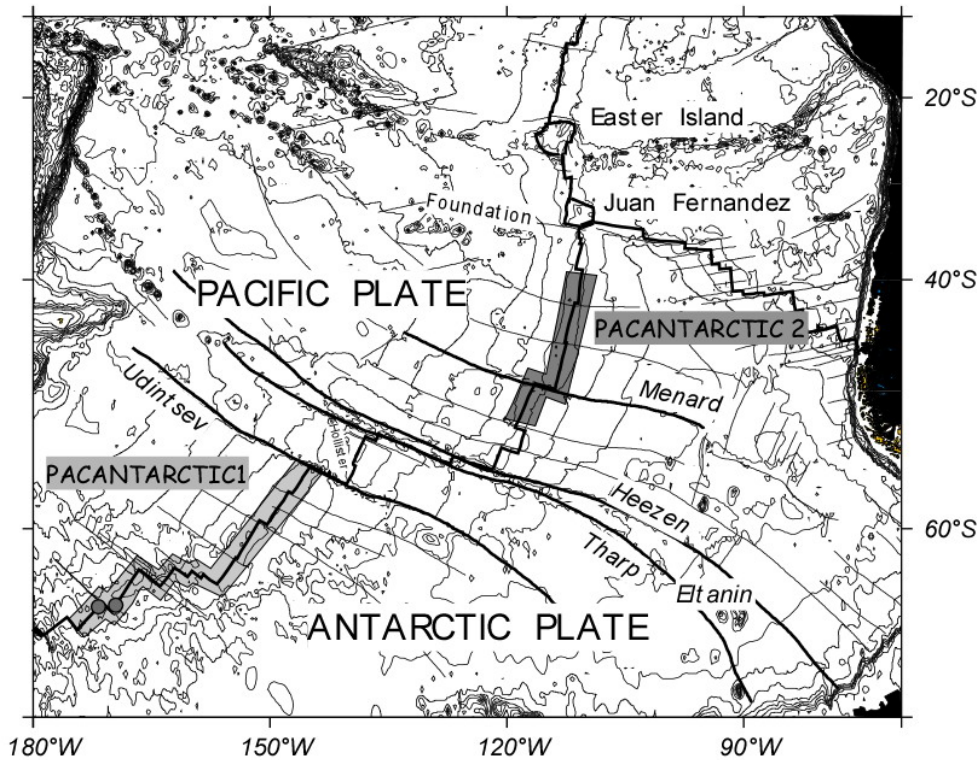 20°S
Easter Island
Foundation
Juan Fernandez
PACIFIC PLATE
40°S
PACANTARCTIC 2
Udintsev
Menard
Hollister
PACANTARCTIC1
Heezen
60°S
Tharp
Eltanin
ANTARCTIC PLATE
180°W 150°W 120°W 90°W